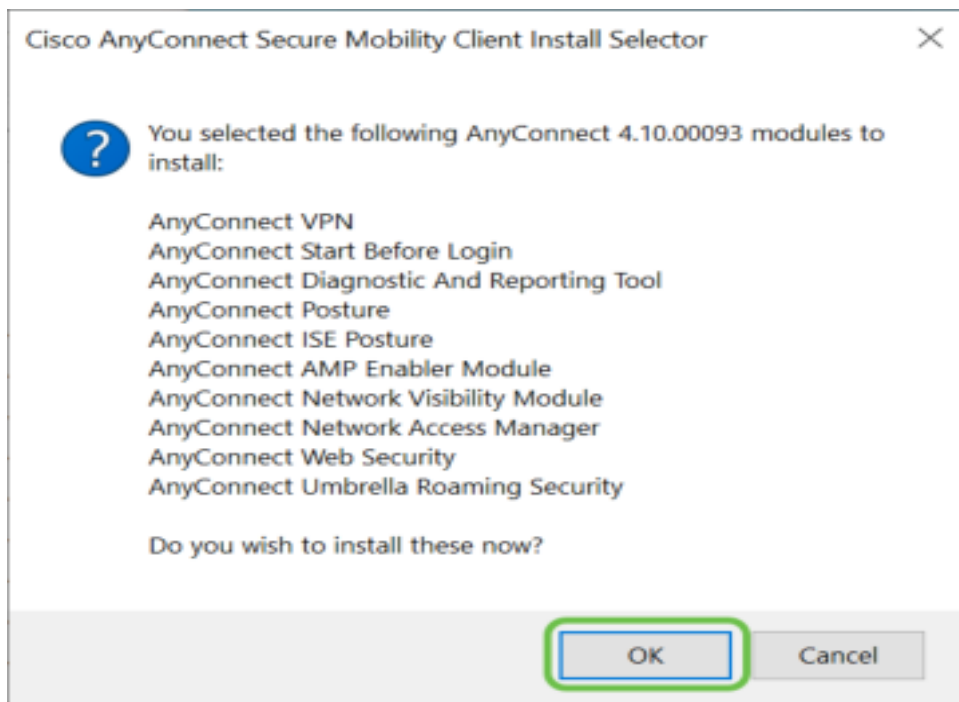 Cisco AnyConnect Secure Mobility Client Install Selector
?
You selected the following AnyConnect 4.10.00093 modules to
install:
AnyConnect VPN
AnyConnect Start Before Login
AnyConnect Diagnostic And Reporting Tool
AnyConnect Posture
AnyConnect ISE Posture
AnyConnect AMP Enabler Module
AnyConnect Network Visibility Module
AnyConnect Network Access Manager
AnyConnect Web Security
AnyConnect Umbrella Roaming Security
Do you wish to install these now?
OK Cancel